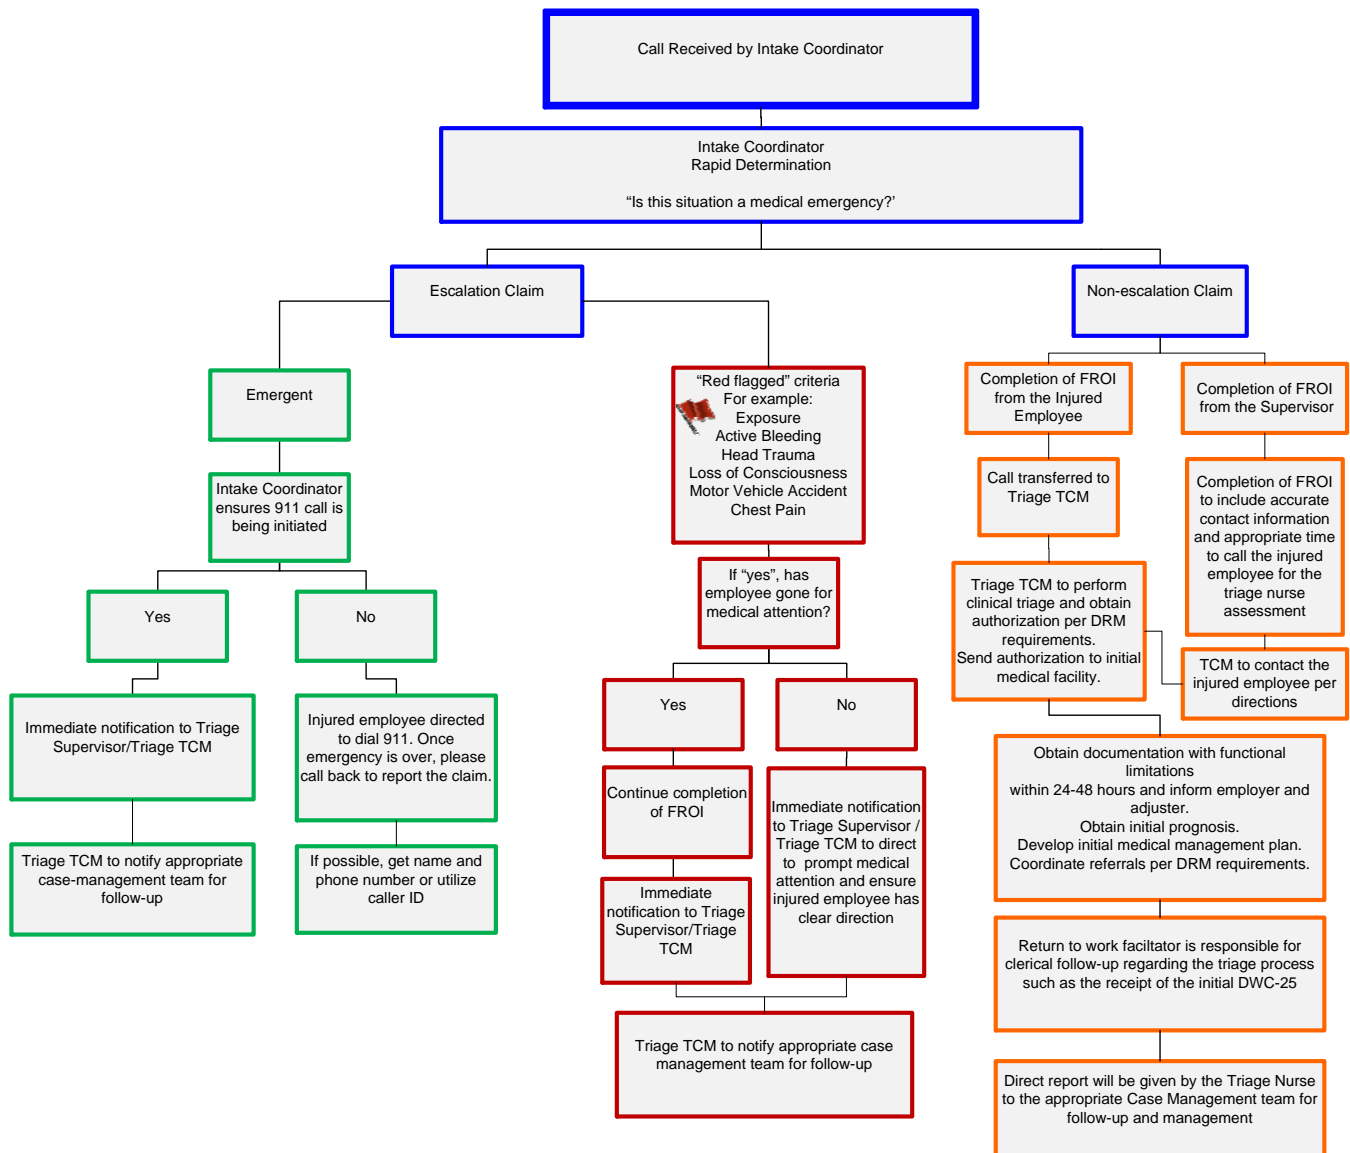 Call Received by Intake Coordinator
Intake Coordinator
Rapid Determination
“Is this situation a medical emergency?’
Escalation Claim
Non-escalation Claim
Emergent
Intake Coordinator
ensures 911 call is
being initiated
Yes
No
Immediate notification to Triage
Supervisor/Triage TCM
Injured employee directed
to dial 911. Once
emergency is over, please
call back to report the claim.
Triage TCM to notify appropriate
case-management team for
follow-up
If possible, get name and
phone number or utilize
caller ID
“Red flagged” criteria
For example:
Exposure
Active Bleeding
Head Trauma
Loss of Consciousness
Motor Vehicle Accident
Chest Pain
If “yes”, has
employee gone for
medical attention?
Yes
No
Continue completion
of FROI
Immediate
notification to Triage
Supervisor/Triage
TCM
Immediate notification
to Triage Supervisor /
Triage TCM to direct
to prompt medical
attention and ensure
injured employee has
clear direction
Triage TCM to notify appropriate case
management team for follow-up
Completion of FROI
from the Injured
Employee
Completion of FROI
from the Supervisor
Call transferred to
Triage TCM
Completion of FROI
to include accurate
contact information
and appropriate time
to call the injured
employee for the
triage nurse
assessment
Triage TCM to perform
clinical triage and obtain
authorization per DRM
requirements.
Send authorization to initial
medical facility.
TCM to contact the
injured employee per
directions
Obtain documentation with functional
limitations
within 24-48 hours and inform employer and
adjuster.
Obtain initial prognosis.
Develop initial medical management plan.
Coordinate referrals per DRM requirements.
Return to work facilitator is responsible for
clerical follow-up regarding the triage process
such as the receipt of the initial DWC-25
Direct report will be given by the Triage Nurse
to the appropriate Case Management team for
follow-up and management